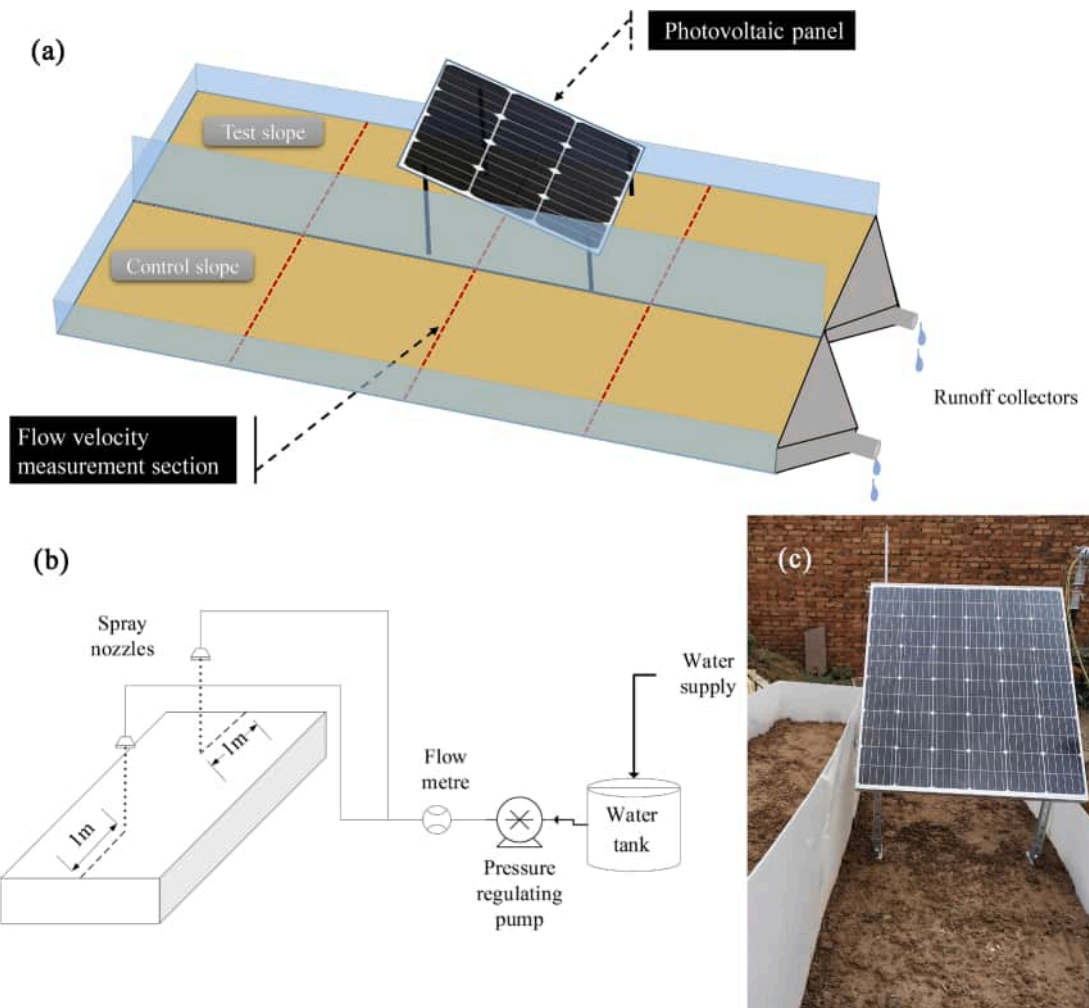 (a)
Photovoltaic panel
Test slope
Control slope
Flow velocity
measurement section
Runoff collectors
(b)
Spray
nozzles
1m
1m
Flow
metre
Pressure
regulating
pump
Water
supply
Water
tank
(c)